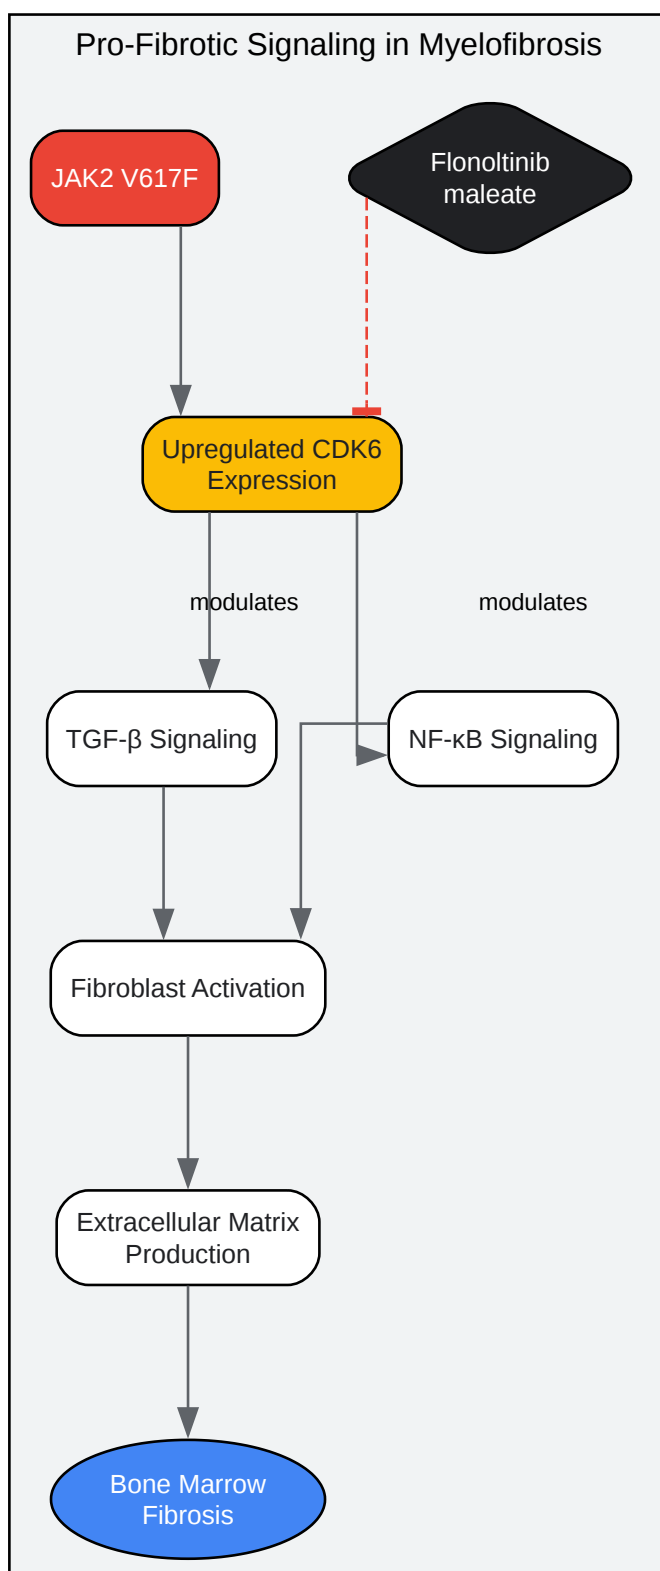 Pro-Fibrotic Signaling in Myelofibrosis
JAK2 V617F
Flonoltinib
maleate
Upregulated CDK6
Expression
modulates
modulates
TGF-β Signaling
NF-κB Signaling
Fibroblast Activation
Extracellular Matrix
Production
Bone Marrow
Fibrosis